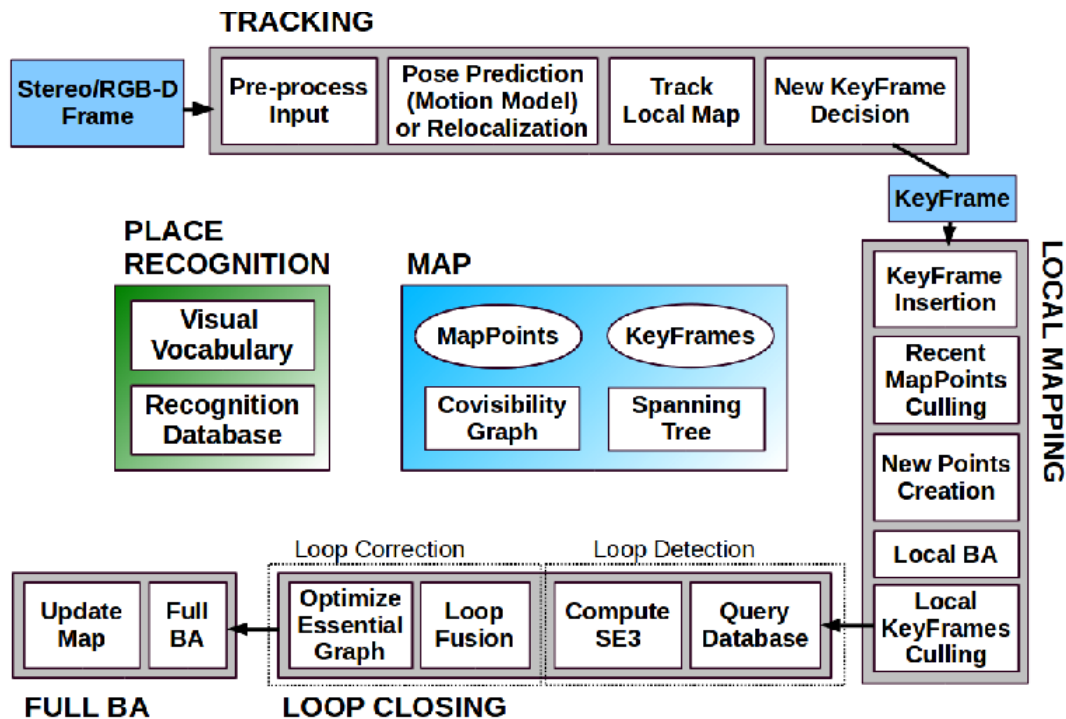 TRACKING
Stereo/RGB-D
Frame
Pre-process
Input
Pose Prediction
(Motion Model)
or Relocalization
Track
Local Map
New KeyFrame
Decision
KeyFrame
PLACE
RECOGNITION
Visual
Vocabulary
Recognition
Database
MAP
MapPoints
KeyFrames
Covisibility
Graph
Spanning
Tree
LOCAL MAPPING
KeyFrame
Insertion
Recent
MapPoints
Culling
New Points
Creation
Local BA
Local
KeyFrames
Culling
Loop Correction
Loop Detection
Update
Map
Full
BA
Optimize
Essential
Graph
Loop
Fusion
Compute
SE3
Query
Database
FULL BA
LOOP CLOSING